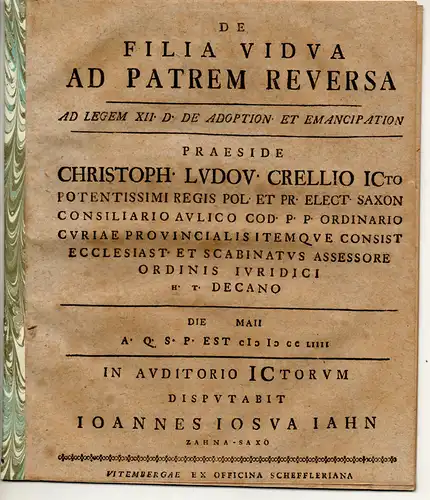 DE
FILIA VIDVA
AD PATREM REVERSA
AD LEGEM XII· D· DE ADOPTION· ET EMANCIPATION
PRAESIDE
CHRISTOPH· LVDOV· CRELLIO ICTO
POTENTISSIMI REGIS POL· ET PR· ELECT· SAXON
CONSILIARIO AVLICO COD· P· P· ORDINARIO
CVRIAE PROVINCIALIS ITEMQVE CONSIST
ECCLESIAST· ET SCABINATVS ASSESSORE
ORDINIS IVRIDICI
H· T· DECANO
DIE MAII
A· Q· S· P· EST cIↄ Iↄ cc LIIII
IN AVDITORIO ICTORVM
DISPVTABIT
IOANNES IOSVA IAHN
ZAHNA-SAXO
VITEMBERGAE EX OFFICINA SCHEFFLERIANA